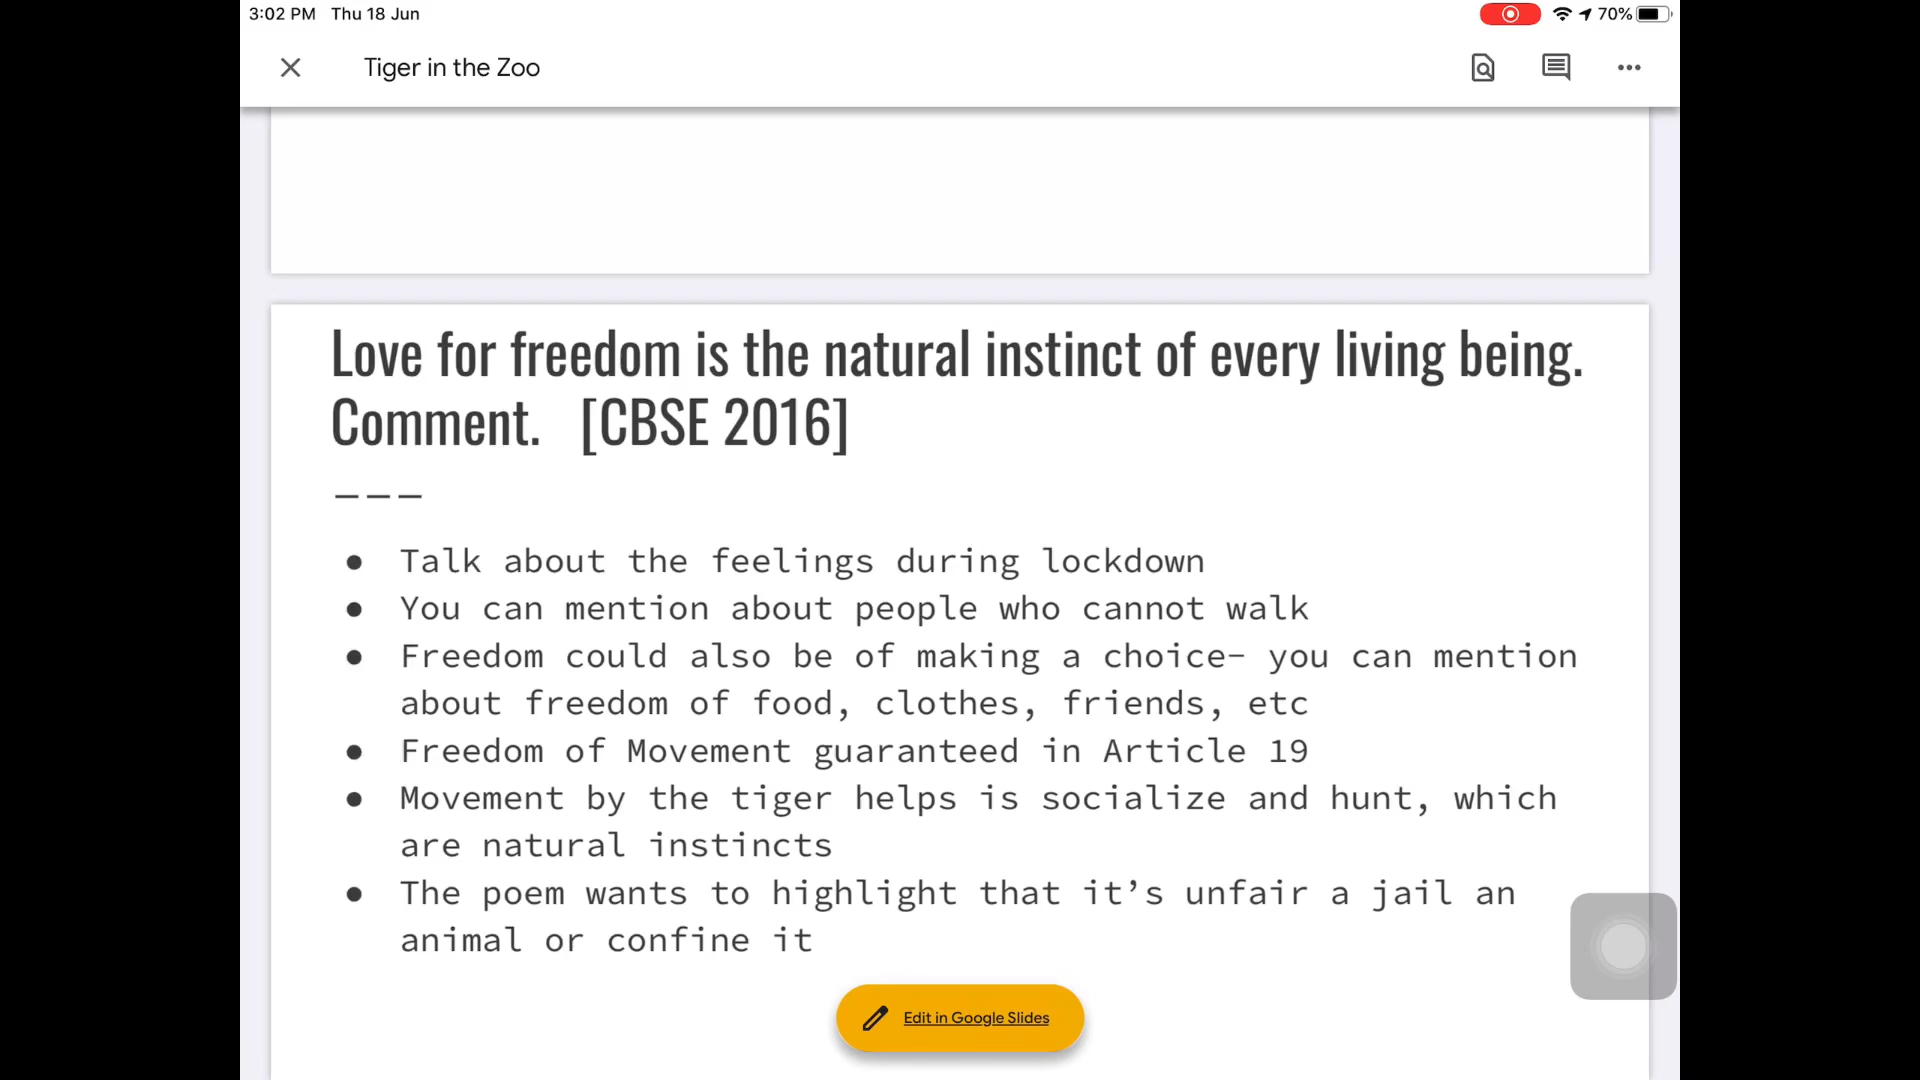 3:02 PM Thu 18 Jun
70%
Tiger in the Zoo
Love for freedom is the natural instinct of every living being.
Comment. [CBSE 2016]
———
● Talk about the feelings during lockdown
● You can mention about people who cannot walk
● Freedom could also be of making a choice– you can mention
about freedom of food, clothes, friends, etc
● Freedom of Movement guaranteed in Article 19
● Movement by the tiger helps is socialize and hunt, which
are natural instincts
● The poem wants to highlight that it’s unfair a jail an
animal or confine it
Edit in Google Slides